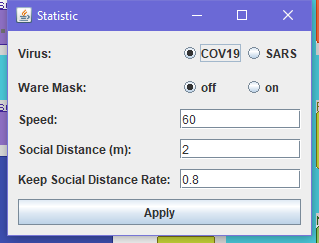 Statistic
Virus: COV19 SARS
Ware Mask: off on
Speed: 60
Social Distance (m): 2
Keep Social Distance Rate: 0.8
Apply